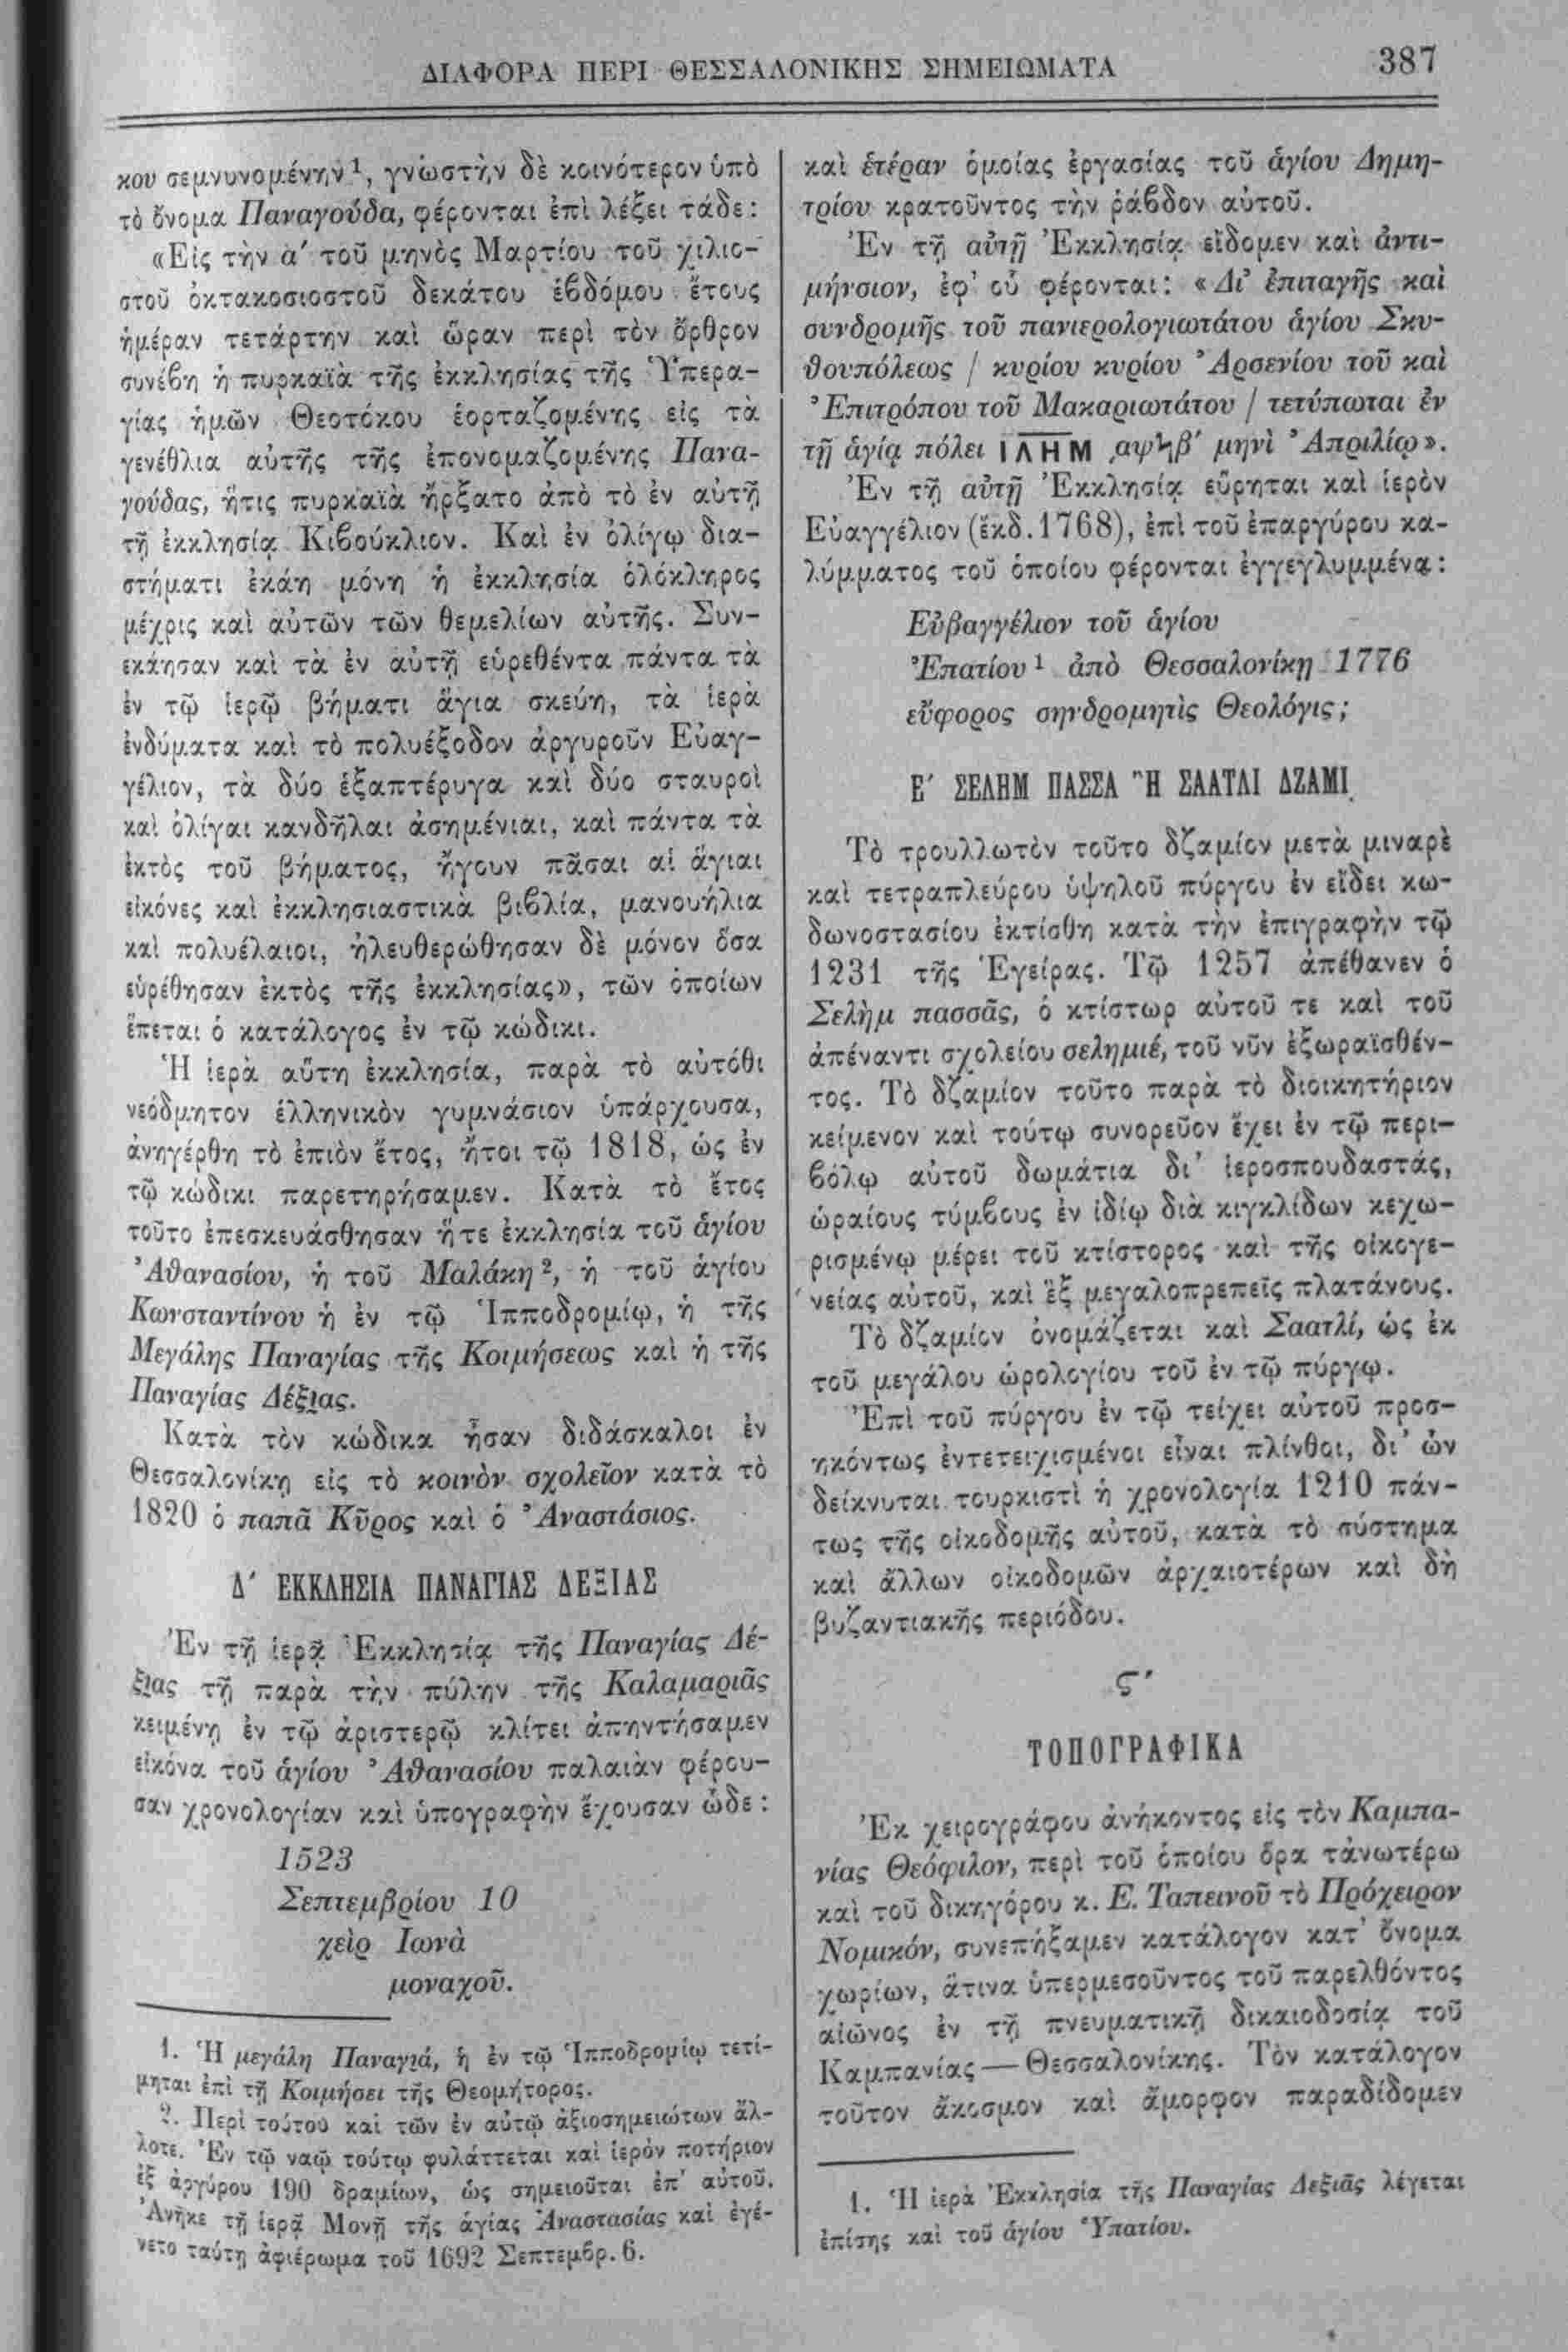 ΔΙΑΦΟΡΑ ΠΕΡΙ ΘΕΣΣΑΛΟΝΙΚΗΣ ΣΗΜΕΙΩΜΑΤΑ 387
κου σεμνυνομένην¹, γνωστὴν δὲ κοινότερον ὑπὸ
τὸ ὄνομα Παναγούδα, φέρονται ἐπὶ λέξει τάδε:
«Εἰς τὴν α' τοῦ μηνὸς Μαρτίου τοῦ χιλιο-
στοῦ ὀκτακοσιοστοῦ δεκάτου ἑβδόμου ἔτους
ἡμέραν τετάρτην καὶ ὥραν περὶ τὸν ὄρθρον
συνέβη ἡ πυρκαϊὰ τῆς ἐκκλησίας τῆς Ὑπερα-
γίας ἡμῶν Θεοτόκου ἑορταζομένης εἰς τὰ
γενέθλια αὐτῆς τῆς ἐπονομαζομένης Πανα-
γούδας, ἥτις πυρκαϊὰ ἤρξατο ἀπὸ τὸ ἐν αὐτῇ
τῇ ἐκκλησίᾳ Κιβούκλιον. Καὶ ἐν ὀλίγῳ δια-
στήματι ἐκάη μόνη ἡ ἐκκλησία ὁλόκληρος
μέχρις καὶ αὐτῶν τῶν θεμελίων αὐτῆς. Συν-
εκάησαν καὶ τὰ ἐν αὐτῇ εὑρεθέντα πάντα τὰ
ἐν τῷ ἱερῷ βήματι ἅγια σκεύη, τὰ ἱερὰ
ἐνδύματα καὶ τὸ πολυέξοδον ἀργυροῦν Εὐαγ-
γέλιον, τὰ δύο ἑξαπτέρυγα καὶ δύο σταυροὶ
καὶ ὀλίγαι κανδῆλαι ἀσημένιαι, καὶ πάντα τὰ
ἐκτὸς τοῦ βήματος, ἤγουν πᾶσαι αἱ ἅγιαι
εἰκόνες καὶ ἐκκλησιαστικὰ βιβλία, μανουήλια
καὶ πολυέλαιοι, ἠλευθερώθησαν δὲ μόνον ὅσα
εὑρέθησαν ἐκτὸς τῆς ἐκκλησίας», τῶν ὁποίων
ἕπεται ὁ κατάλογος ἐν τῷ κώδικι.
Ἡ ἱερὰ αὕτη ἐκκλησία, παρὰ τὸ αὐτόθι
νεόδμητον ἑλληνικὸν γυμνάσιον ὑπάρχουσα,
ἀνηγέρθη τὸ ἐπιὸν ἔτος, ἤτοι τῷ 1818, ὡς ἐν
τῷ κώδικι παρετηρήσαμεν. Κατὰ τὸ ἔτος
τοῦτο ἐπεσκευάσθησαν ἥτε ἐκκλησία τοῦ ἁγίου
Ἀθανασίου, ἡ τοῦ Μαλάκη², ἡ τοῦ ἁγίου
Κωνσταντίνου ἡ ἐν τῷ Ἱπποδρομίῳ, ἡ τῆς
Μεγάλης Παναγίας τῆς Κοιμήσεως καὶ ἡ τῆς
Παναγίας Δέξι̯ας.
Κατὰ τὸν κώδικα ἦσαν διδάσκαλοι ἐν
Θεσσαλονίκῃ εἰς τὸ κοινὸν σχολεῖον κατὰ τὸ
1820 ὁ παπᾶ Κῦρος καὶ ὁ Ἀναστάσιος.
Δ' ΕΚΚΛΗΣΙΑ ΠΑΝΑΓΙΑΣ ΔΕΞΙΑΣ
Ἐν τῇ ἱερᾷ Ἐκκλησίᾳ τῆς Παναγίας Δέ-
ξι̯ας τῇ παρὰ τὴν πύλην τῆς Καλαμαριᾶς
κειμένῃ ἐν τῷ ἀριστερῷ κλίτει ἀπηντήσαμεν
εἰκόνα τοῦ ἁγίου Ἀθανασίου παλαιὰν φέρου-
σαν χρονολογίαν καὶ ὑπογραφὴν ἔχουσαν ὧδε:
1523
Σεπτεμβρίου 10
χεὶρ Ιωνὰ
μοναχοῦ.
1. Ἡ μεγάλη Παναγι̯ά, ἡ ἐν τῷ Ἱπποδρομίῳ τετί-
μηται ἐπὶ τῇ Κοιμήσει τῆς Θεομήτορος.
2. Περὶ τούτου καὶ τῶν ἐν αὐτῷ ἀξιοσημειώτων ἄλ-
λοτε. Ἐν τῷ ναῷ τούτῳ φυλάττεται καὶ ἱερὸν ποτήριον
ἐξ ἀργύρου 190 δραμίων, ὡς σημειοῦται ἐπ' αὐτοῦ.
Ἀνῆκε τῇ ἱερᾷ Μονῇ τῆς ἁγίας Ἀναστασίας καὶ ἐγέ-
νετο ταύτῃ ἀφιέρωμα τοῦ 1692 Σεπτεμβρ. 6.
καὶ ἑτέραν ὁμοίας ἐργασίας τοῦ ἁγίου Δημη-
τρίου κρατοῦντος τὴν ῥάβδον αὐτοῦ.
Ἐν τῇ αὐτῇ Ἐκκλησίᾳ εἴδομεν καὶ ἀντι-
μήνσιον, ἐφ' οὗ φέρονται: «Δι' ἐπιταγῆς καὶ
συνδρομῆς τοῦ πανιερολογιωτάτου ἁγίου Σκυ-
θουπόλεως / κυρίου κυρίου Ἀρσενίου τοῦ καὶ
Ἐπιτρόπου τοῦ Μακαριωτάτου / τετύπωται ἐν
τῇ ἁγίᾳ πόλει ΙΛΗΜ ͵αψϟβ' μηνὶ Ἀπριλίῳ».
Ἐν τῇ αὐτῇ Ἐκκλησίᾳ εὕρηται καὶ ἱερὸν
Εὐαγγέλιον (ἔκδ. 1768), ἐπὶ τοῦ ἐπαργύρου κα-
λύμματος τοῦ ὁποίου φέρονται ἐγγεγλυμμένα:
Εὐβαγγέλιον τοῦ ἁγίου
Ἐπατίου¹ ἀπὸ Θεσσαλονίκῃ 1776
εὔφορος σηνδρομητὶς Θεολόγις;
Ε' ΣΕΛΗΜ ΠΑΣΣΑ Ἢ ΣΑΑΤΛΙ ΔΖΑΜΙ
Τὸ τρουλλωτὸν τοῦτο δζαμίον μετὰ μιναρὲ
καὶ τετραπλεύρου ὑψηλοῦ πύργου ἐν εἴδει κω-
δωνοστασίου ἐκτίσθη κατὰ τὴν ἐπιγραφὴν τῷ
1231 τῆς Ἐγείρας. Τῷ 1257 ἀπέθανεν ὁ
Σελὴμ πασσᾶς, ὁ κτίστωρ αὐτοῦ τε καὶ τοῦ
ἀπέναντι σχολείου σελημιέ, τοῦ νῦν ἐξωραϊσθέν-
τος. Τὸ δζαμίον τοῦτο παρὰ τὸ διοικητήριον
κείμενον καὶ τούτῳ συνορεῦον ἔχει ἐν τῷ περι-
βόλῳ αὐτοῦ δωμάτια δι' ἱεροσπουδαστάς,
ὡραίους τύμβους ἐν ἰδίῳ διὰ κιγκλίδων κεχω-
ρισμένῳ μέρει τοῦ κτίστορος καὶ τῆς οἰκογε-
νείας αὐτοῦ, καὶ ἓξ μεγαλοπρεπεῖς πλατάνους.
Τὸ δζαμίον ὀνομάζεται καὶ Σαατλί, ὡς ἐκ
τοῦ μεγάλου ὡρολογίου τοῦ ἐν τῷ πύργῳ.
Ἐπὶ τοῦ πύργου ἐν τῷ τείχει αὐτοῦ προσ-
ηκόντως ἐντετειχισμένοι εἶναι πλίνθοι, δι' ὧν
δείκνυται τουρκιστὶ ἡ χρονολογία 1210 πάν-
τως τῆς οἰκοδομῆς αὐτοῦ, κατὰ τὸ σύστημα
καὶ ἄλλων οἰκοδομῶν ἀρχαιοτέρων καὶ δὴ
βυζαντιακῆς περιόδου.
ς'
ΤΟΠΟΓΡΑΦΙΚΑ
Ἐκ χειρογράφου ἀνήκοντος εἰς τὸν Καμπα-
νίας Θεόφιλον, περὶ τοῦ ὁποίου ὅρα τἀνωτέρω
καὶ τοῦ δικηγόρου κ. Ε. Ταπεινοῦ τὸ Πρόχειρον
Νομικόν, συνεπήξαμεν κατάλογον κατ' ὄνομα
χωρίων, ἅτινα ὑπερμεσοῦντος τοῦ παρελθόντος
αἰῶνος ἐν τῇ πνευματικῇ δικαιοδοσίᾳ τοῦ
Καμπανίας — Θεσσαλονίκης. Τὸν κατάλογον
τοῦτον ἄκοσμον καὶ ἄμορφον παραδίδομεν
1. Ἡ ἱερὰ Ἐκκλησία τῆς Παναγίας Δεξιᾶς λέγεται
ἐπίσης καὶ τοῦ ἁγίου Ὑπατίου.